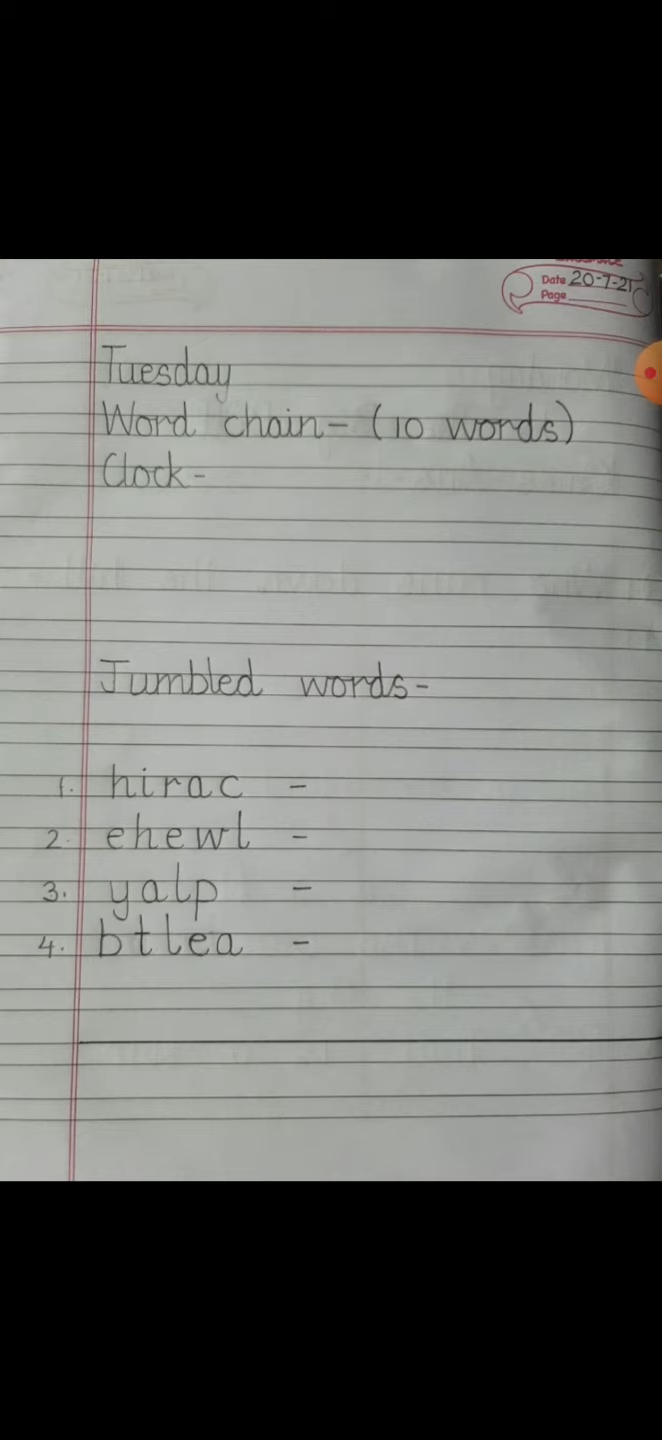 Date 20-7-21
Page
Tuesday
Word chain- (10 words)
Clock-
Jumbled words-
1. hirac -
2. ehewl -
3. yalp -
4. btlea -